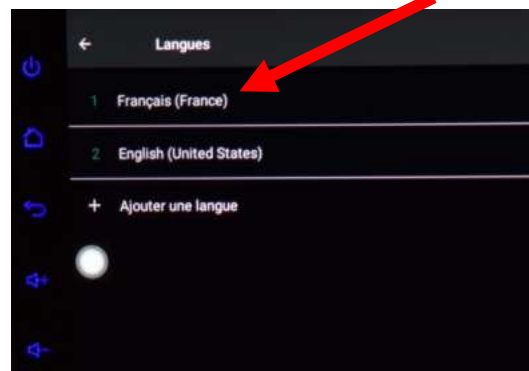 Langues
1 Français (France)
2 English (United States)
+ Ajouter une langue